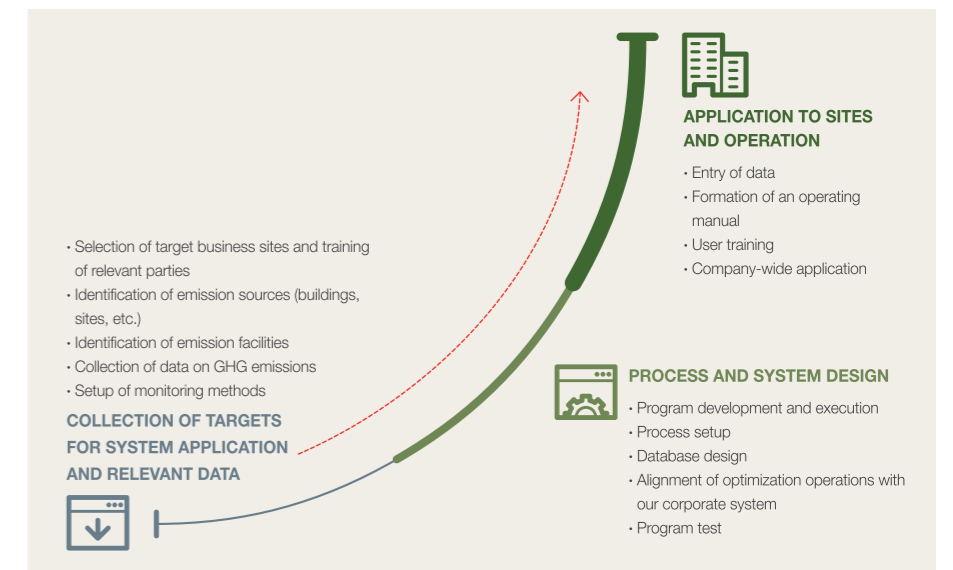 APPLICATION TO SITES
AND OPERATION
· Entry of data
· Formation of an operating
manual
· User training
· Company-wide application
· Selection of target business sites and training
of relevant parties
· Identification of emission sources (buildings,
sites, etc.)
· Identification of emission facilities
· Collection of data on GHG emissions
· Setup of monitoring methods
COLLECTION OF TARGETS
FOR SYSTEM APPLICATION
AND RELEVANT DATA
PROCESS AND SYSTEM DESIGN
· Program development and execution
· Process setup
· Database design
· Alignment of optimization operations with
our corporate system
· Program test